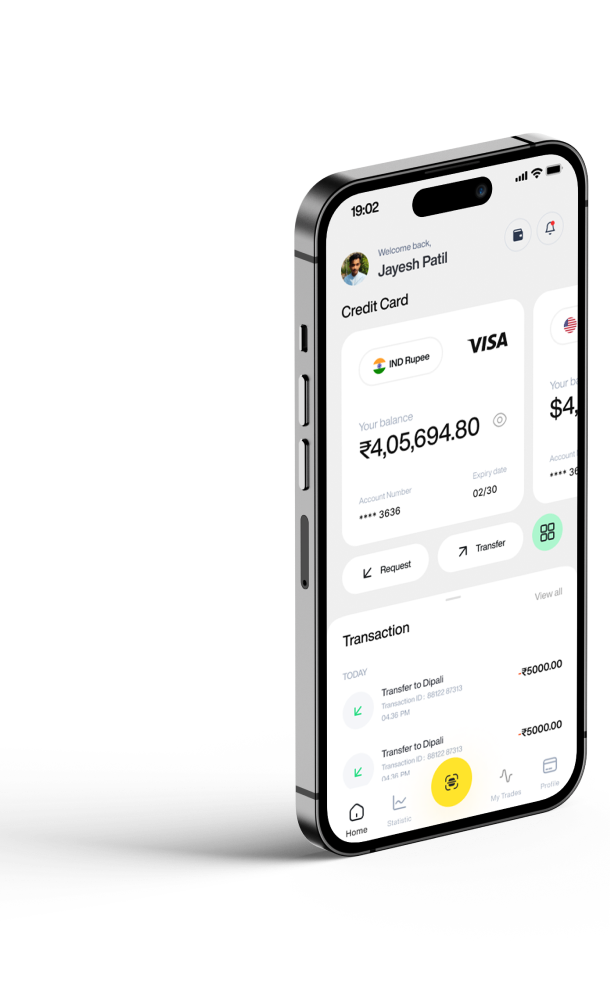 19:02
Welcome back,
Jayesh Patil
Credit Card
IND Rupee
VISA
Your balance
₹4,05,694.80
Account Number
**** 3636
Expiry date
02/30
Your ba
$4,
Account
**** 36
Request
Transfer
Transaction
View all
TODAY
Transfer to Dipali
Transaction ID: 88122 87313
04.36 PM
-₹5000.00
Transfer to Dipali
Transaction ID: 88122 87313
04.36 PM
-₹5000.00
Home
Statistic
My Trades
Profile